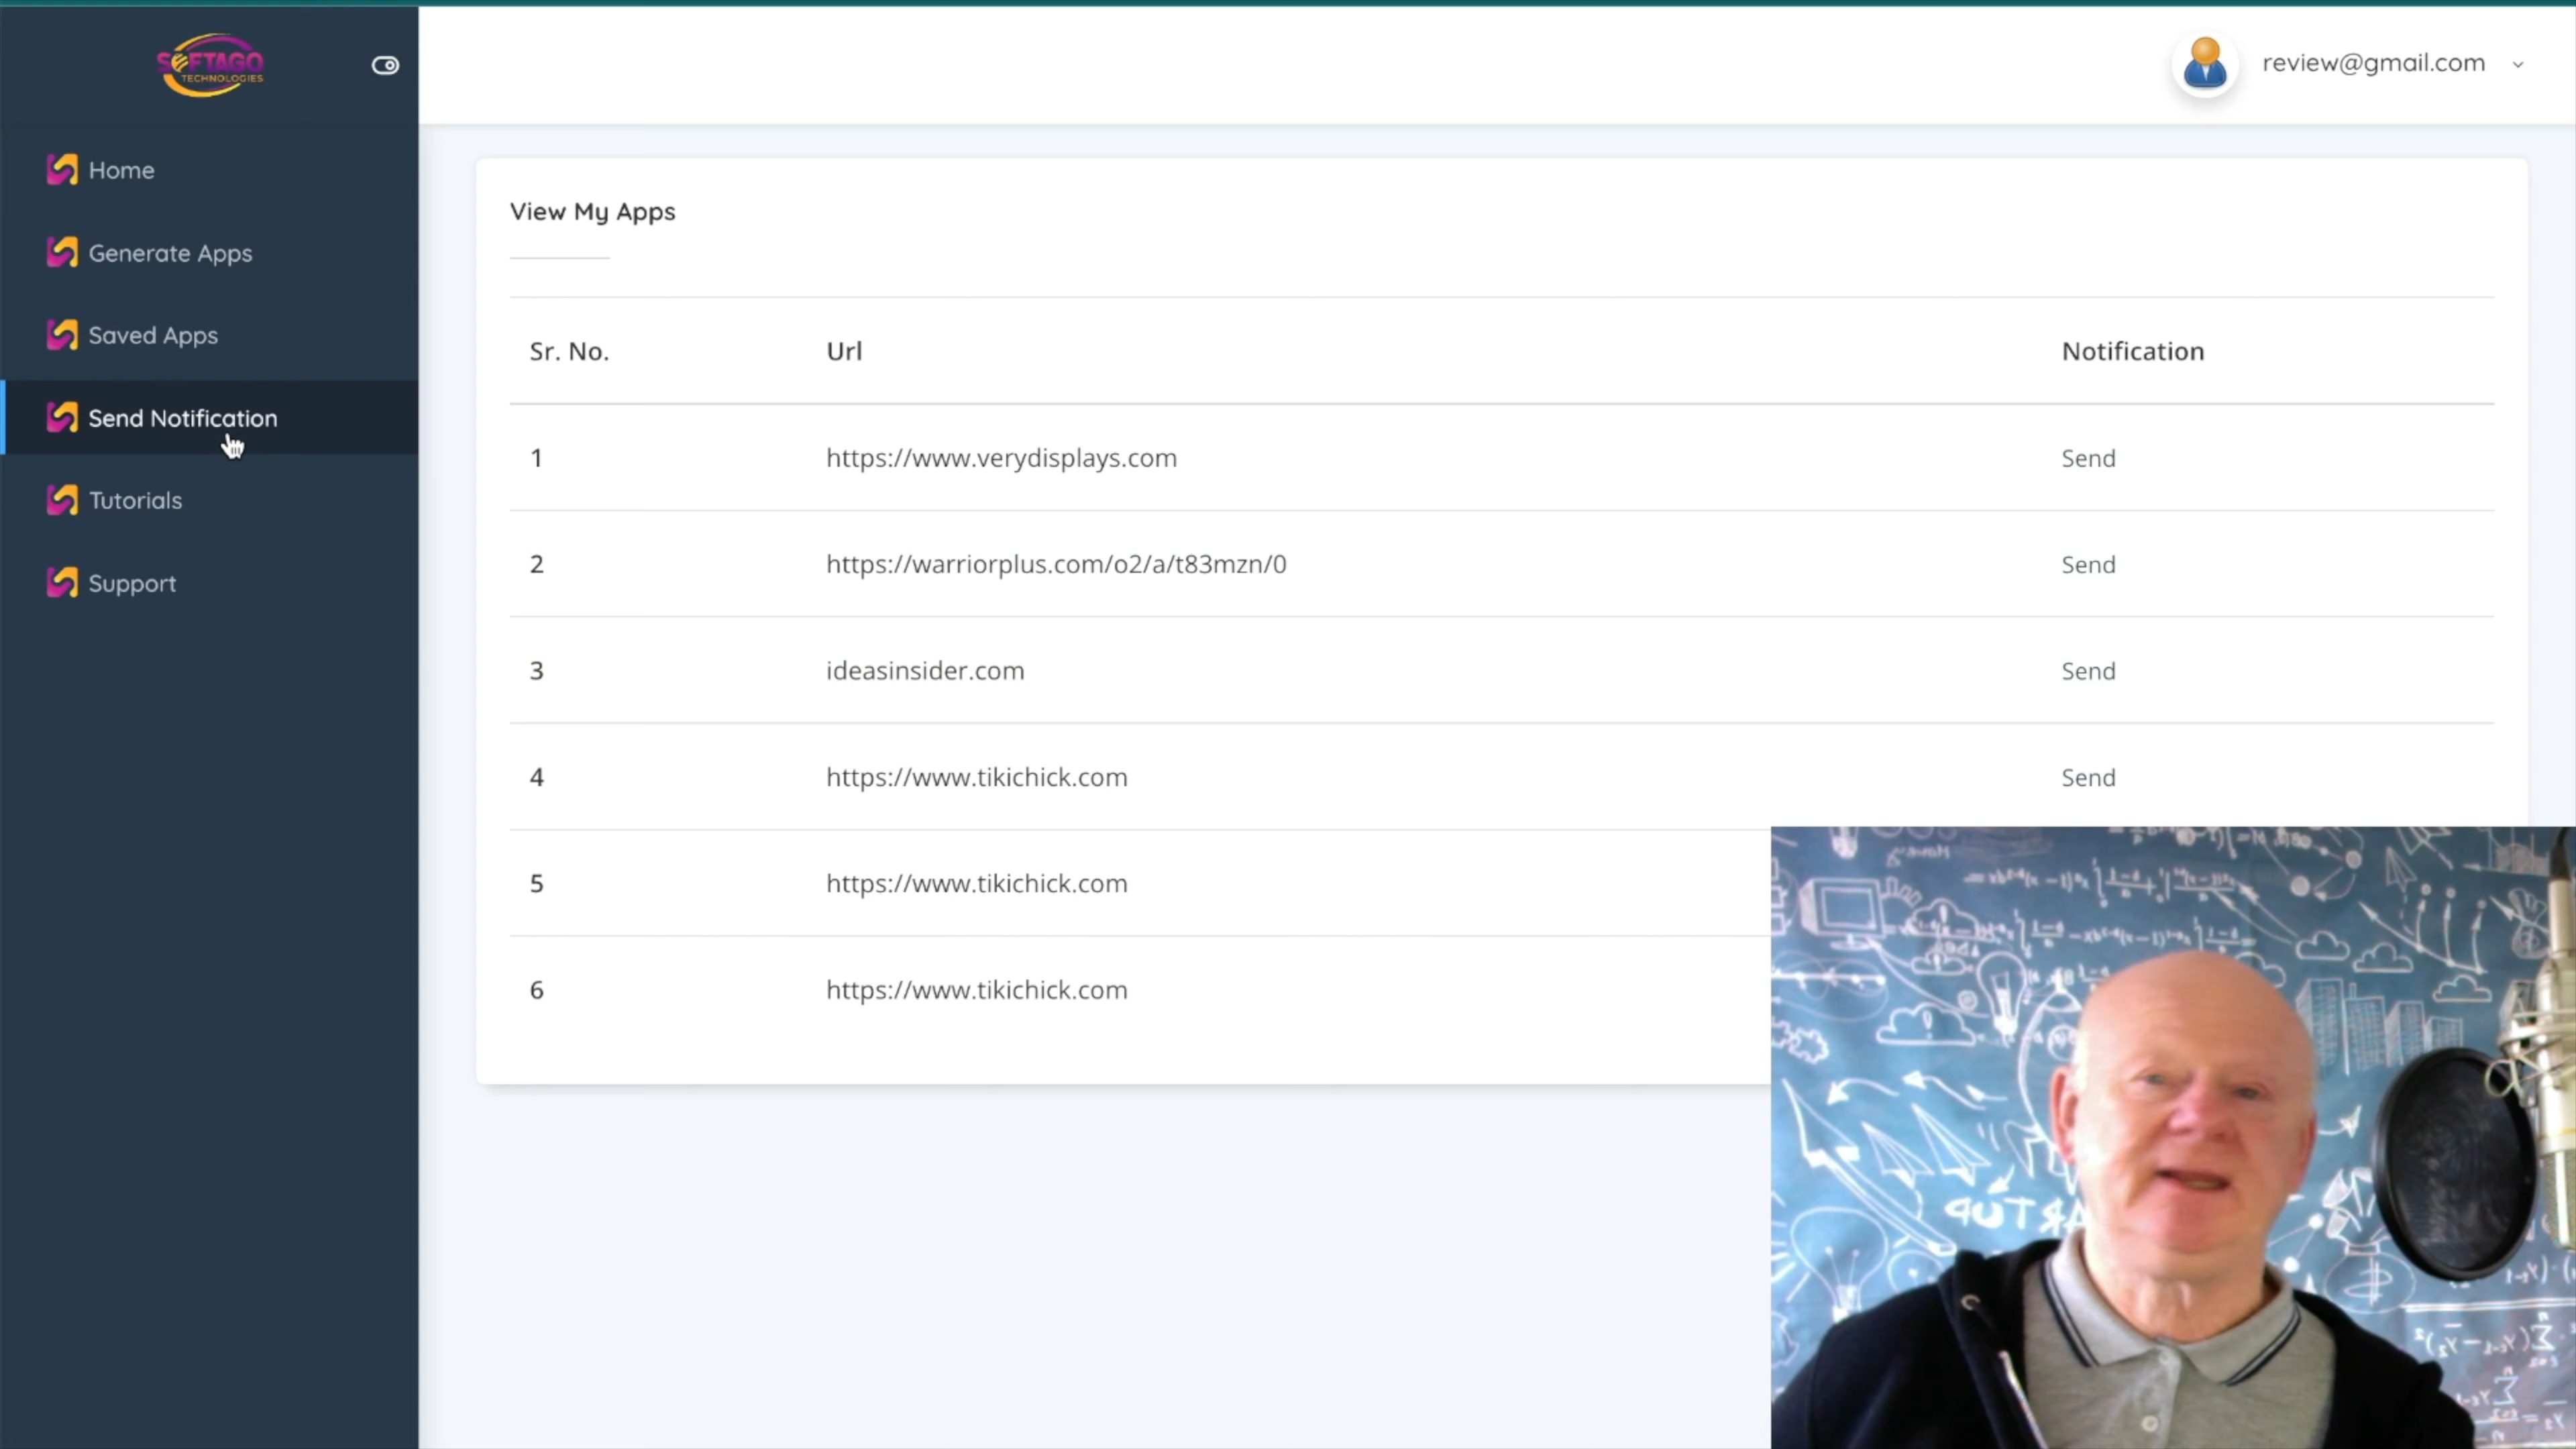 SOFTAGO
TECHNOLOGIES
review@gmail.com
Home
Generate Apps
Saved Apps
Send Notification
Tutorials
Support
View My Apps
Sr. No. Url Notification
1 https://www.verydisplays.com Send
2 https://warriorplus.com/o2/a/t83mzn/0 Send
3 ideasinsider.com Send
4 https://www.tikichick.com Send
5 https://www.tikichick.com
6 https://www.tikichick.com